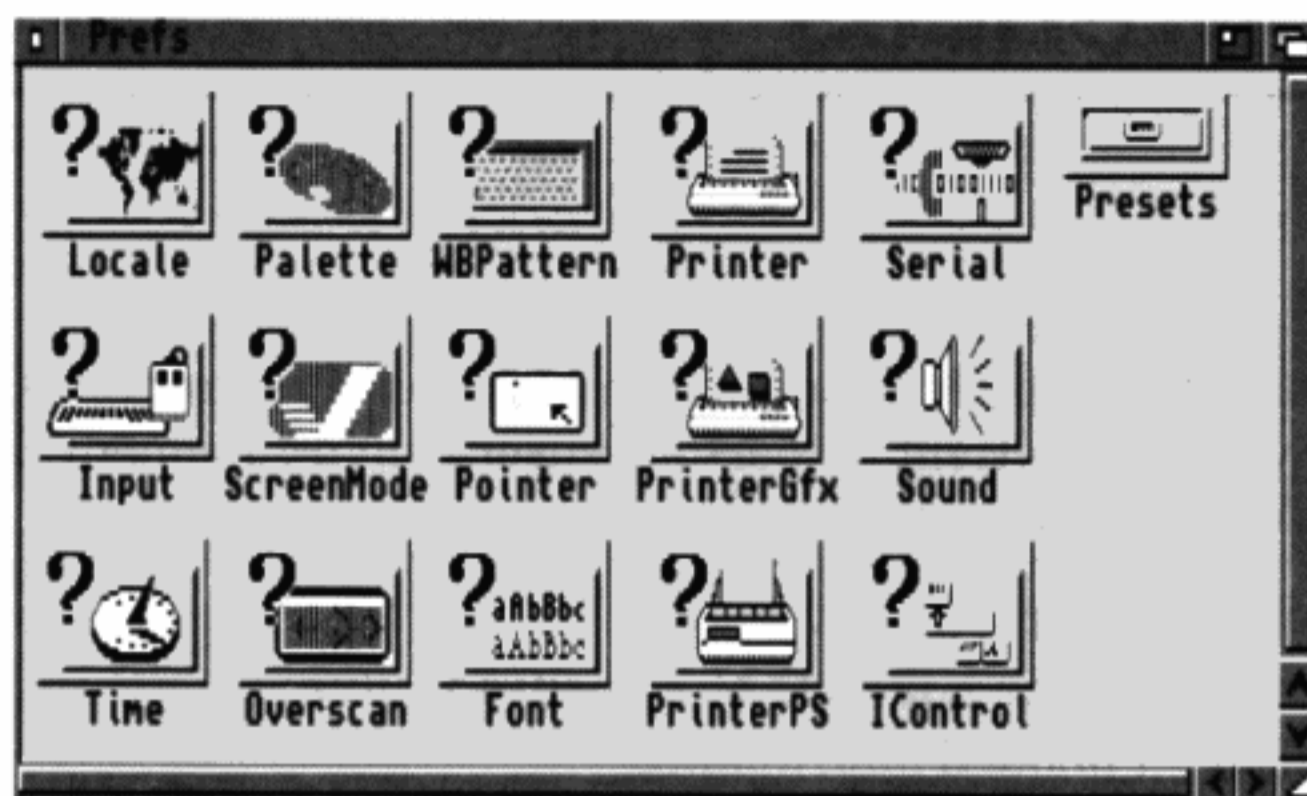 Prefs
Presets
Locale Palette WBPattern Printer Serial
Input ScreenMode Pointer PrinterGfx Sound
aAbBbc
aAbBbc
Time Overscan Font PrinterPS IControl